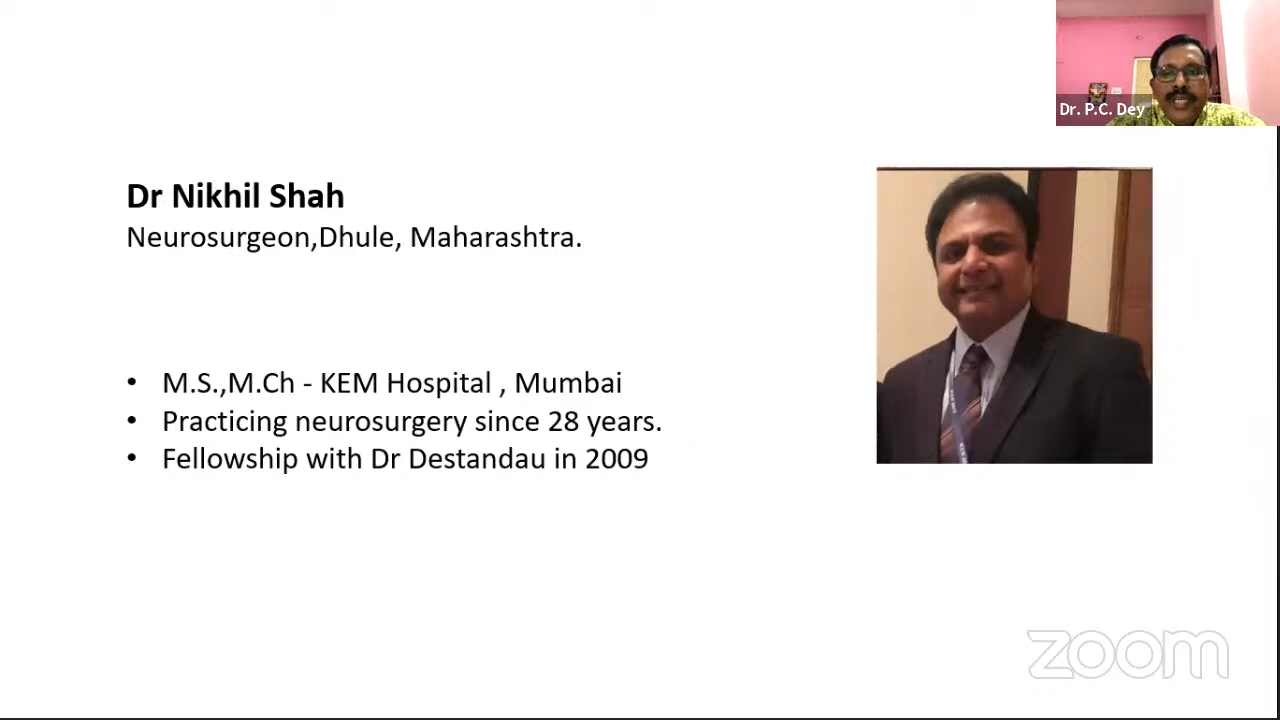 Dr. P.C. Dey
Dr Nikhil Shah
Neurosurgeon,Dhule, Maharashtra.
• M.S.,M.Ch - KEM Hospital , Mumbai
• Practicing neurosurgery since 28 years.
• Fellowship with Dr Destandau in 2009
zoom